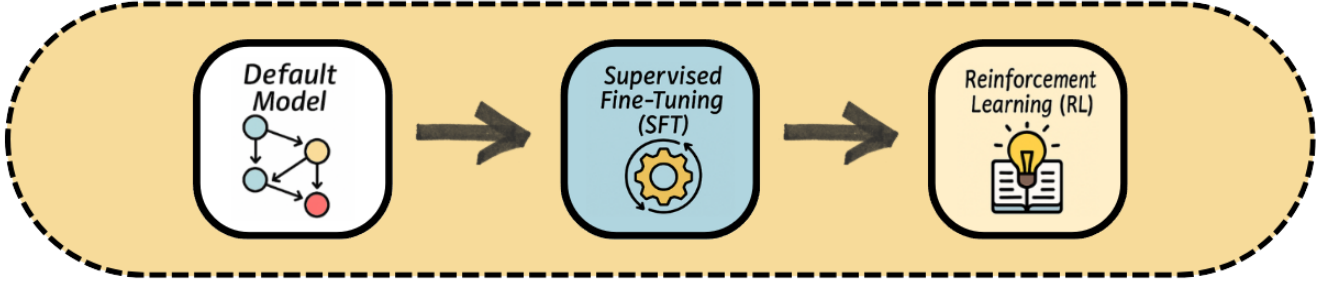 Default
Model
Supervised
Fine-Tuning
(SFT)
Reinforcement
Learning (RL)